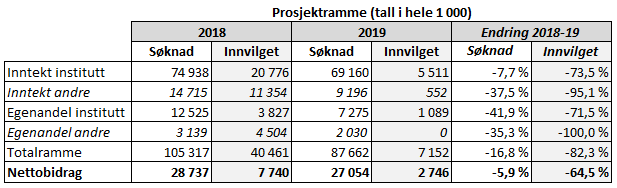 Prosjektramme (tall i hele 1 000)
2018 2019 Endring 2018-19
Søknad Innvilget Søknad Innvilget Søknad Innvilget
Inntekt institutt 74 938 20 776 69 160 5 511 -7,7 % -73,5 %
Inntekt andre 14 715 11 354 9 196 552 -37,5 % -95,1 %
Egenandel institutt 12 525 3 827 7 275 1 089 -41,9 % -71,5 %
Egenandel andre 3 139 4 504 2 030 0 -35,3 % -100,0 %
Totalramme 105 317 40 461 87 662 7 152 -16,8 % -82,3 %
Nettobidrag 28 737 7 740 27 054 2 746 -5,9 % -64,5 %